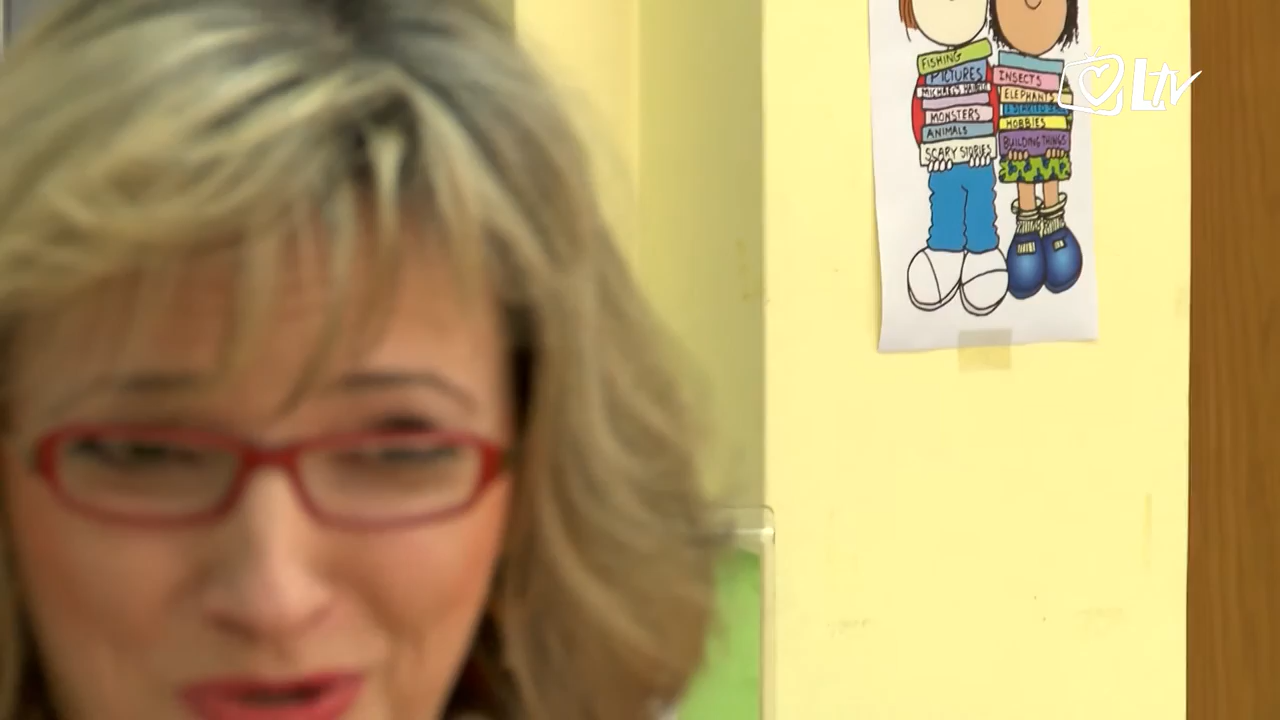 FISHING
PICTURES
MONSTERS
ANIMALS
SCARY STORIES
INSECTS
ELEPHANTS
HOBBIES
BUILDING THINGS
Ltv